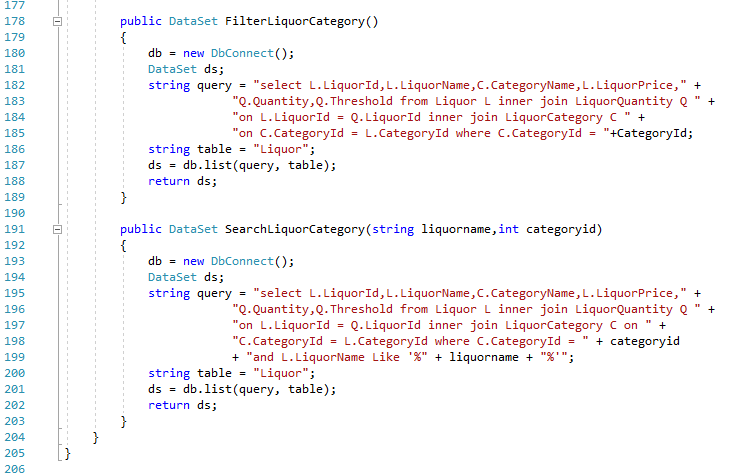 177
178 public DataSet FilterLiquorCategory()
179 {
180 db = new DbConnect();
181 DataSet ds;
182 string query = "select L.LiquorId,L.LiquorName,C.CategoryName,L.LiquorPrice," +
183 "Q.Quantity,Q.Threshold from Liquor L inner join LiquorQuantity Q " +
184 "on L.LiquorId = Q.LiquorId inner join LiquorCategory C " +
185 "on C.CategoryId = L.CategoryId where C.CategoryId = "+CategoryId;
186 string table = "Liquor";
187 ds = db.list(query, table);
188 return ds;
189 }
190
191 public DataSet SearchLiquorCategory(string liquorname,int categoryid)
192 {
193 db = new DbConnect();
194 DataSet ds;
195 string query = "select L.LiquorId,L.LiquorName,C.CategoryName,L.LiquorPrice," +
196 "Q.Quantity,Q.Threshold from Liquor L inner join LiquorQuantity Q " +
197 "on L.LiquorId = Q.LiquorId inner join LiquorCategory C on " +
198 "C.CategoryId = L.CategoryId where C.CategoryId = " + categoryid
199 + "and L.LiquorName Like '%" + liquorname + "%'";
200 string table = "Liquor";
201 ds = db.list(query, table);
202 return ds;
203 }
204 }
205 }
206